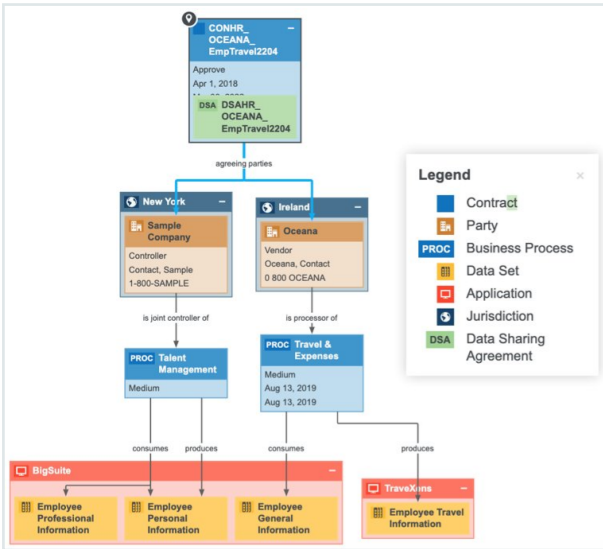 CONHR_
OCEANA_
EmpTravel2204
Approve
Apr 1, 2018
DSA DSAHR_
OCEANA_
EmpTravel2204
agreeing parties
New York
Sample
Company
Controller
Contact, Sample
1-800-SAMPLE
Ireland
Oceana
Vendor
Oceana, Contact
0 800 OCEANA
Legend
Contract
Party
PROC Business Process
Data Set
Application
Jurisdiction
DSA Data Sharing
Agreement
is joint controller of
is processor of
PROC Talent
Management
Medium
PROC Travel &
Expenses
Medium
Aug 13, 2019
Aug 13, 2019
consumes
produces
consumes
produces
BigSuite
Employee
Professional
Information
Employee
Personal
Information
Employee
General
Information
TraveXens
Employee Travel
Information